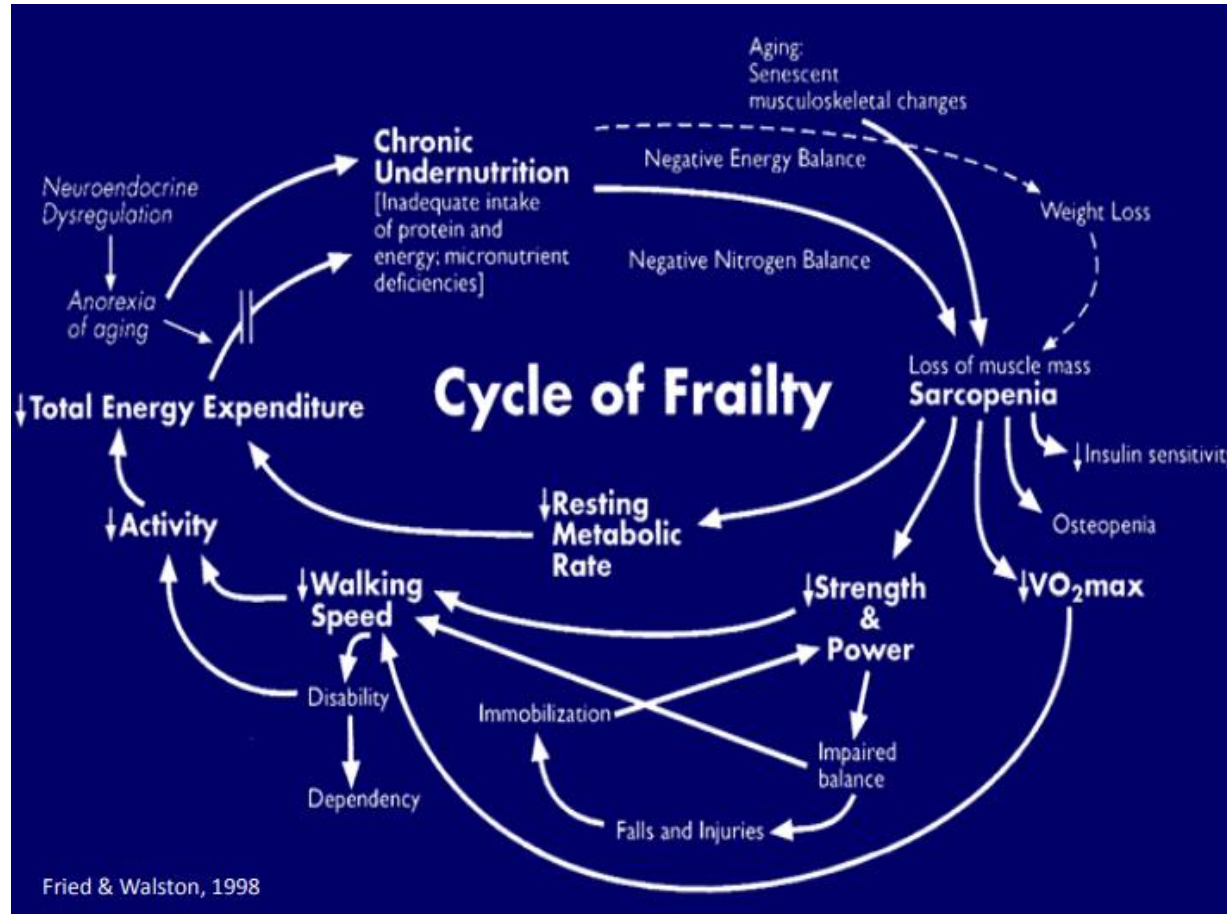 Aging:
Senescent
musculoskeletal changes
Chronic
Undernutrition
[Inadequate intake
of protein and
energy; micronutrient
deficiencies]
Negative Energy Balance
Negative Nitrogen Balance
Weight Loss
Neuroendocrine
Dysregulation
Anorexia
of aging
Cycle of Frailty
Loss of muscle mass
Sarcopenia
↓Total Energy Expenditure
↓Insulin sensitivity
Osteopenia
↓Resting
Metabolic
Rate
↓Activity
↓Walking
Speed
↓Strength
&
Power
↓VO₂max
Disability
Immobilization
Impaired
balance
Dependency
Falls and Injuries
Fried & Walston, 1998